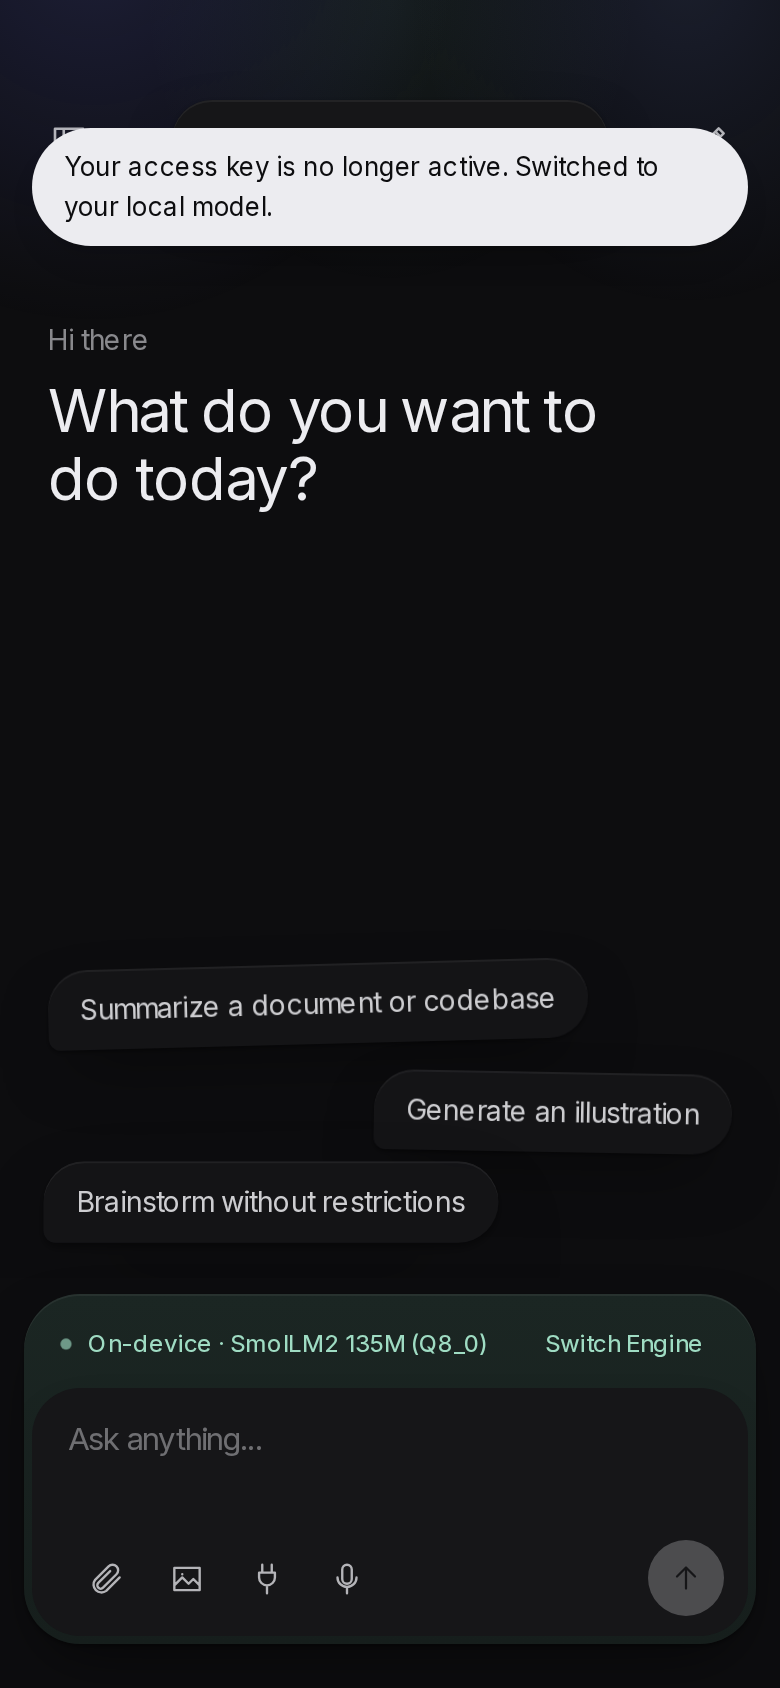 Your access key is no longer active. Switched to
your local model.
Hi there
What do you want to
do today?
Summarize a document or codebase
Generate an illustration
Brainstorm without restrictions
On-device · SmolLM2 135M (Q8_0)
Switch Engine
Ask anything...